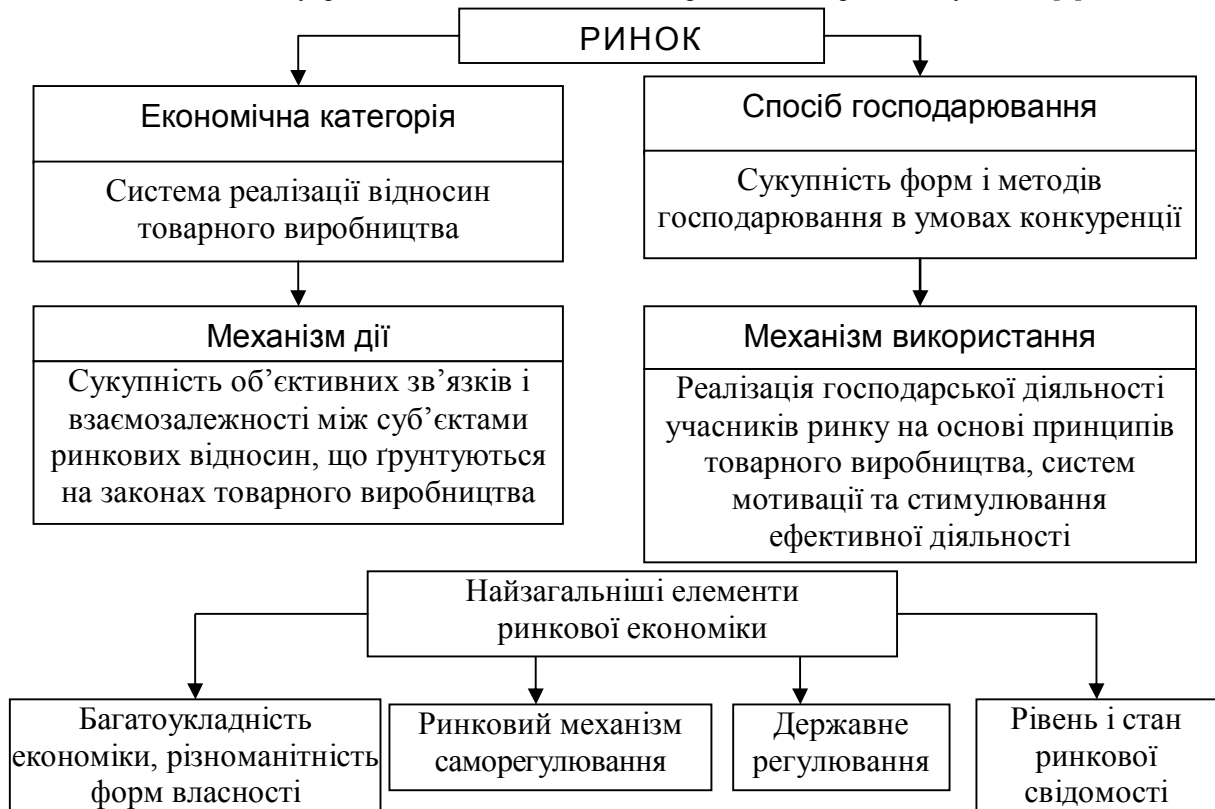 РИНОК
Економічна категорія
Система реалізації відносин
товарного виробництва
Спосіб господарювання
Сукупність форм і методів
господарювання в умовах конкуренції
Механізм дії
Сукупність об’єктивних зв’язків і
взаємозалежності між суб’єктами
ринкових відносин, що ґрунтуються
на законах товарного виробництва
Механізм використання
Реалізація господарської діяльності
учасників ринку на основі принципів
товарного виробництва, систем
мотивації та стимулювання
ефективної діяльності
Найзагальніші елементи
ринкової економіки
Багатоукладність
економіки, різноманітність
форм власності
Ринковий механізм
саморегулювання
Державне
регулювання
Рівень і стан
ринкової
свідомості